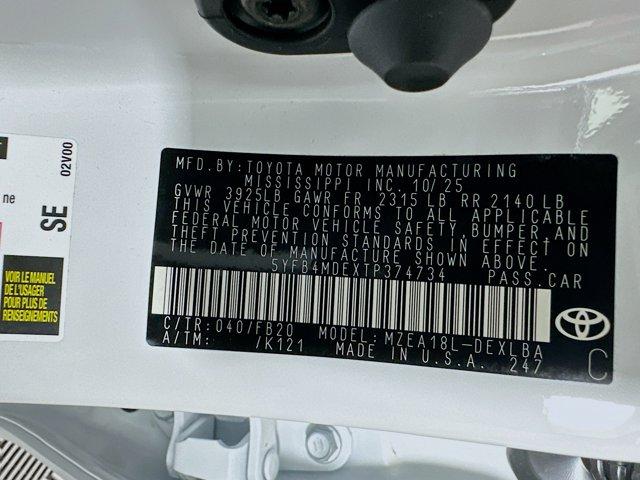 02V00
ne
SE
VOIR LE MANUEL
DE L'USAGER
POUR PLUS DE
RENSEIGNEMENTS
MFD. BY: TOYOTA MOTOR MANUFACTURING
MISSISSIPPI INC. 10/25
GVWR 3925LB GAWR FR 2315 LB RR 2140 LB
THIS VEHICLE CONFORMS TO ALL APPLICABLE
FEDERAL MOTOR VEHICLE SAFETY, BUMPER, AND
THEFT PREVENTION STANDARDS IN EFFECT ON
THE DATE OF MANUFACTURE SHOWN ABOVE.
5YFB4MDEXTP374734 PASS. CAR
C/TR: 040/FB20 MODEL: MZEA18L-DEXLBA
A/TM: /K121 MADE IN U.S.A. 247
C